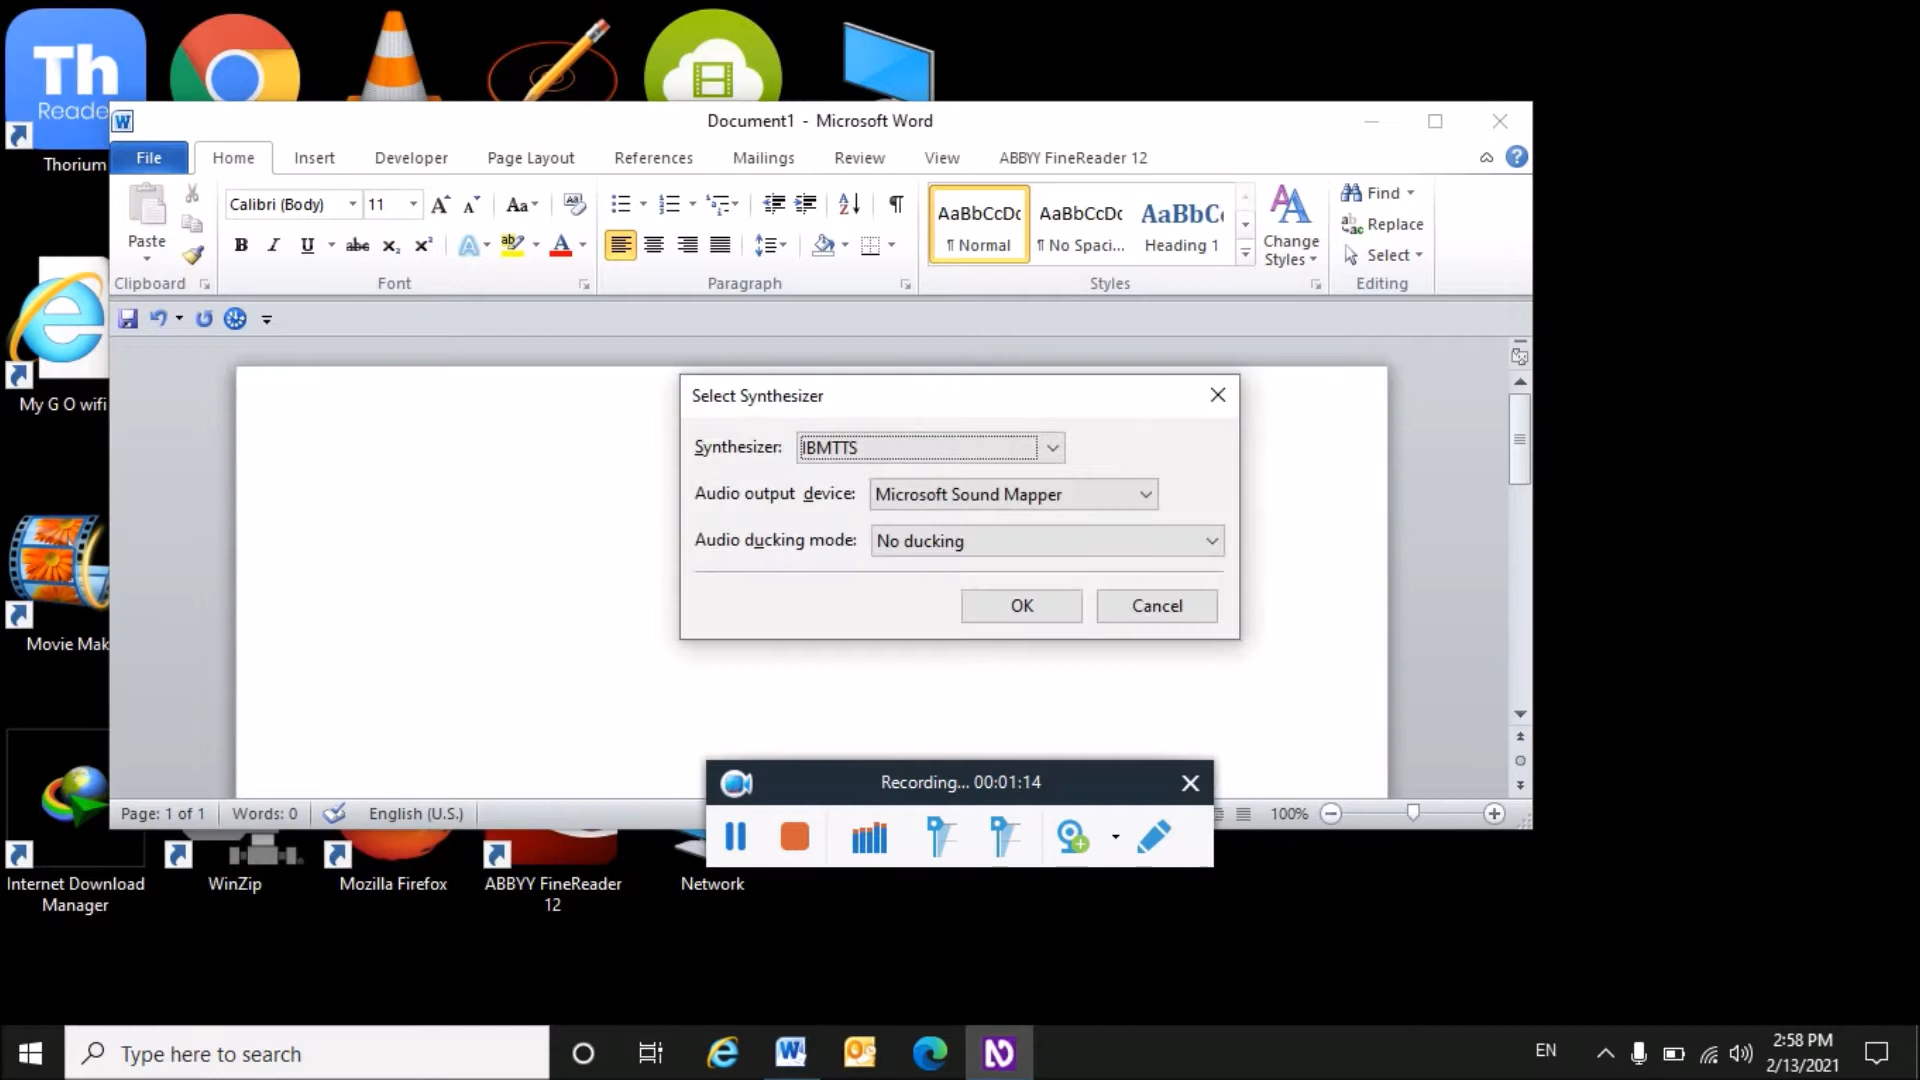 Th
Reader
Thorium
Document1 - Microsoft Word
File Home Insert Developer Page Layout References Mailings Review View ABBYY FineReader 12
Paste
Clipboard
Calibri (Body) 11
Font
Paragraph
AaBbCcDc AaBbCcDc AaBbC
¶ Normal ¶ No Spaci... Heading 1
Change
Styles
Styles
Find
Replace
Select
Editing
My G O wifi
Movie Mak
Select Synthesizer
Synthesizer: IBMTTS
Audio output device: Microsoft Sound Mapper
Audio ducking mode: No ducking
OK Cancel
Recording... 00:01:14
Page: 1 of 1 Words: 0 English (U.S.) 100%
Internet Download
Manager
WinZip
Mozilla Firefox
ABBYY FineReader
12
Network
Type here to search
EN
2:58 PM
2/13/2021